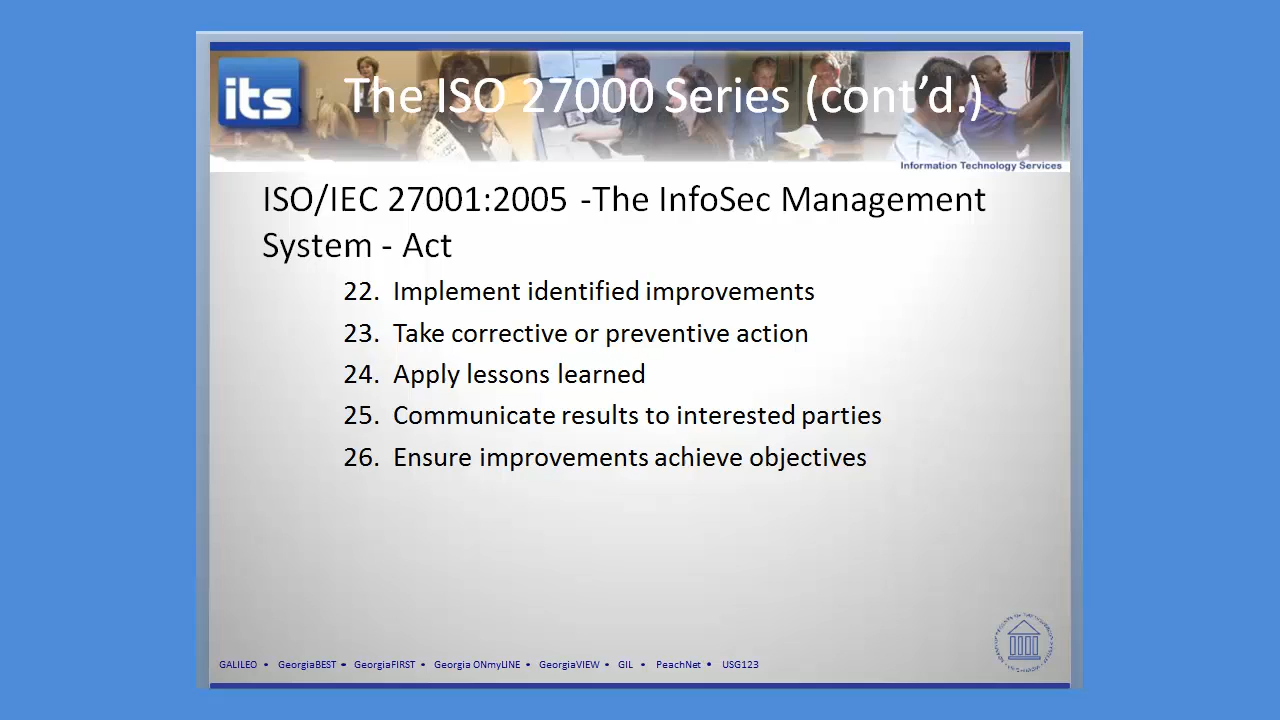 its
The ISO 27000 Series (cont’d.)
Information Technology Services
ISO/IEC 27001:2005 -The InfoSec Management
System - Act
22. Implement identified improvements
23. Take corrective or preventive action
24. Apply lessons learned
25. Communicate results to interested parties
26. Ensure improvements achieve objectives
GALILEO • GeorgiaBEST • GeorgiaFIRST • Georgia ONmyLINE • GeorgiaVIEW • GIL • PeachNet • USG123